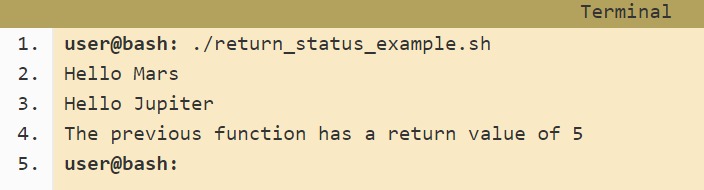 Terminal
1. user@bash: ./return_status_example.sh
2. Hello Mars
3. Hello Jupiter
4. The previous function has a return value of 5
5. user@bash: